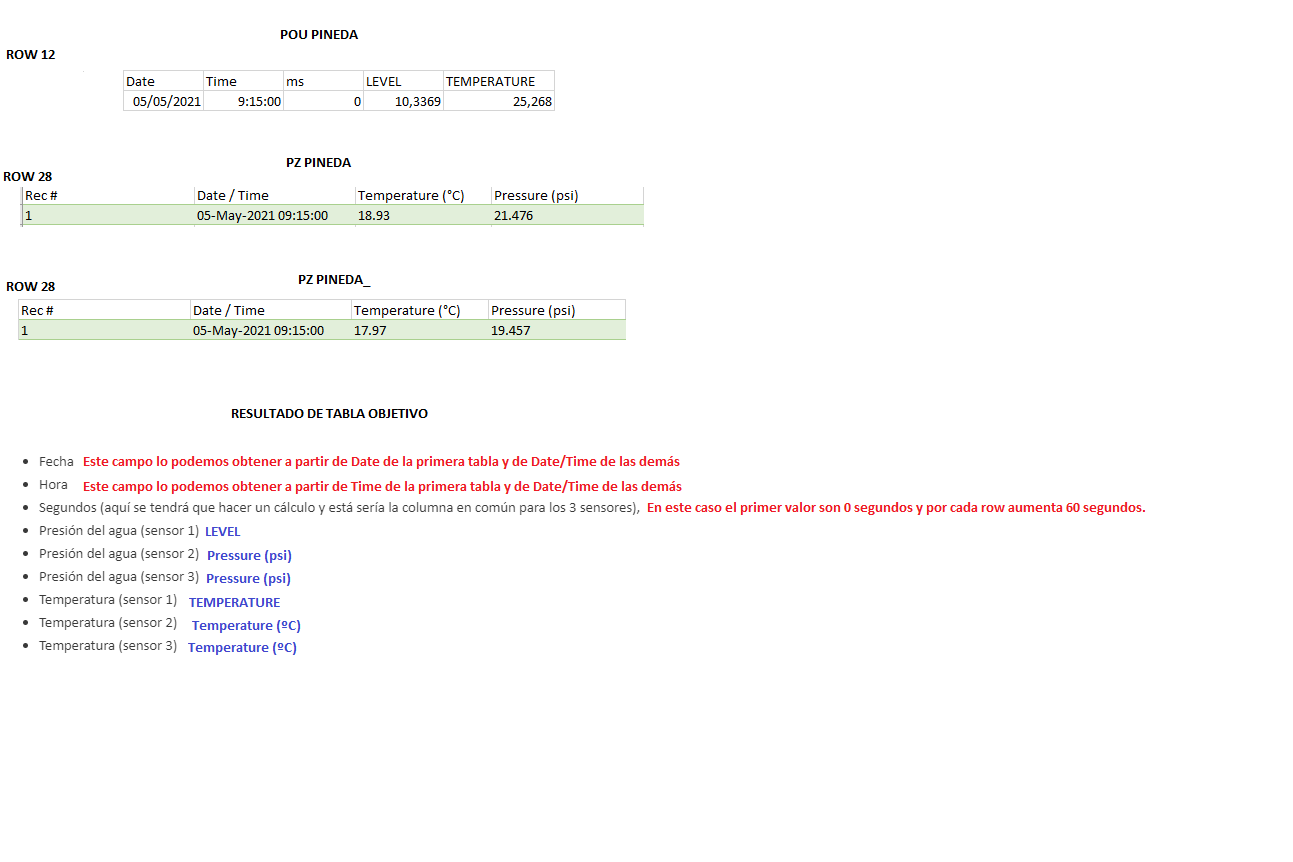 POU PINEDA
ROW 12
Date Time ms LEVEL TEMPERATURE
05/05/2021 9:15:00 0 10,3369 25,268
PZ PINEDA
ROW 28
Rec # Date / Time Temperature (°C) Pressure (psi)
1 05-May-2021 09:15:00 18.93 21.476
PZ PINEDA_
ROW 28
Rec # Date / Time Temperature (°C) Pressure (psi)
1 05-May-2021 09:15:00 17.97 19.457
RESULTADO DE TABLA OBJETIVO
• Fecha Este campo lo podemos obtener a partir de Date de la primera tabla y de Date/Time de las demás
• Hora Este campo lo podemos obtener a partir de Time de la primera tabla y de Date/Time de las demás
• Segundos (aquí se tendrá que hacer un cálculo y está sería la columna en común para los 3 sensores), En este caso el primer valor son 0 segundos y por cada row aumenta 60 segundos.
• Presión del agua (sensor 1) LEVEL
• Presión del agua (sensor 2) Pressure (psi)
• Presión del agua (sensor 3) Pressure (psi)
• Temperatura (sensor 1) TEMPERATURE
• Temperatura (sensor 2) Temperature (ºC)
• Temperatura (sensor 3) Temperature (ºC)